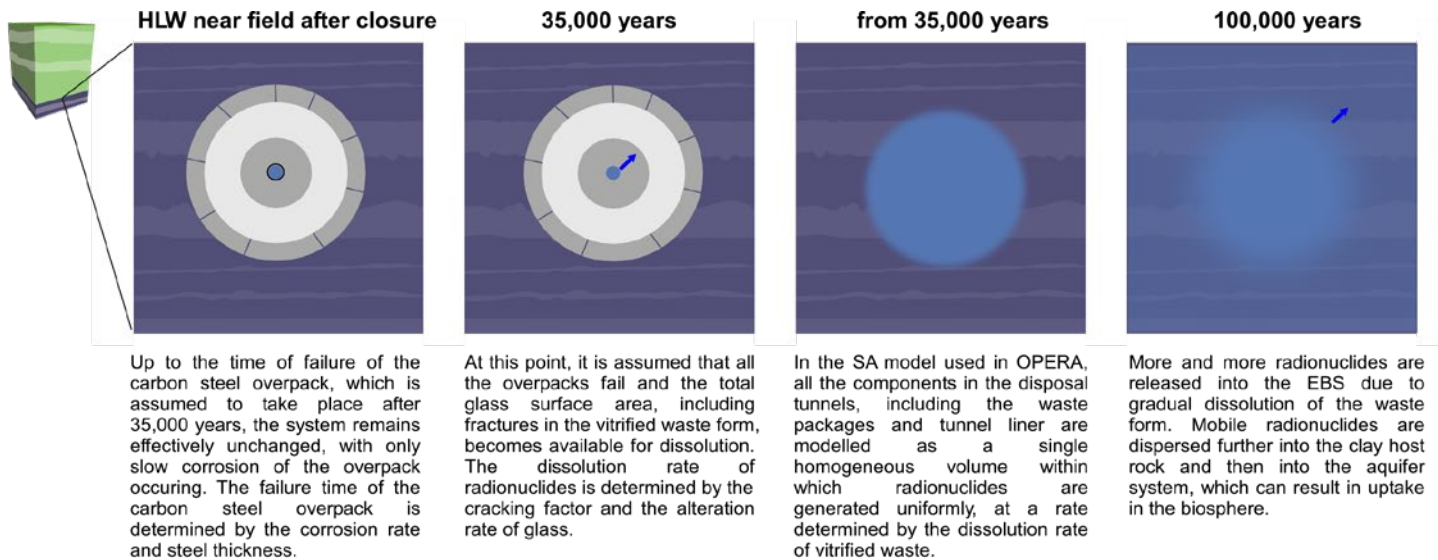 HLW near field after closure
35,000 years
from 35,000 years
100,000 years
Up to the time of failure of the
carbon steel overpack, which is
assumed to take place after
35,000 years, the system remains
effectively unchanged, with only
slow corrosion of the overpack
occuring. The failure time of the
carbon steel overpack is
determined by the corrosion rate
and steel thickness.
At this point, it is assumed that all
the overpacks fail and the total
glass surface area, including
fractures in the vitrified waste form,
becomes available for dissolution.
The dissolution rate of
radionuclides is determined by the
cracking factor and the alteration
rate of glass.
In the SA model used in OPERA,
all the components in the disposal
tunnels, including the waste
packages and tunnel liner are
modelled as a single
homogeneous volume within
which radionuclides are
generated uniformly, at a rate
determined by the dissolution rate
of vitrified waste.
More and more radionuclides are
released into the EBS due to
gradual dissolution of the waste
form. Mobile radionuclides are
dispersed further into the clay host
rock and then into the aquifer
system, which can result in uptake
in the biosphere.